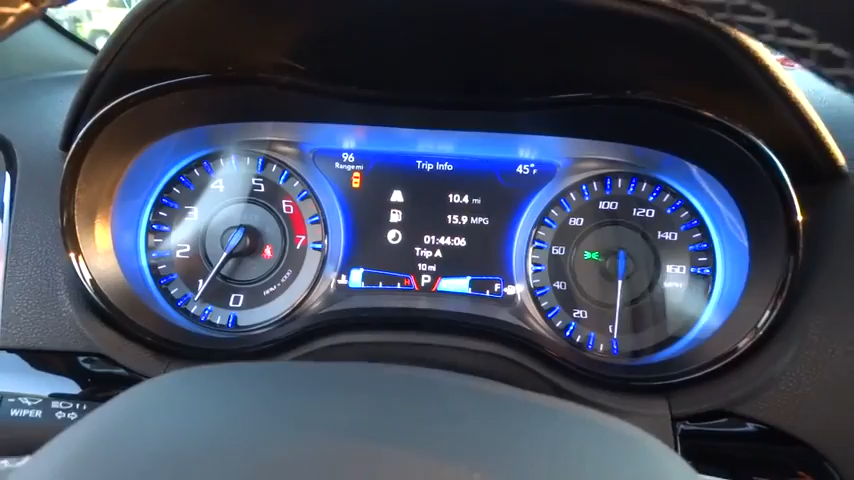 96
Range mi
Trip Info
45°F
10.4 mi
15.9 MPG
01:44:06
Trip A
10 mi
H
P
F
0
1
2
3
4
5
6
7
RPM x 1000
20
40
60
80
100
120
140
160
MPH
WIPER